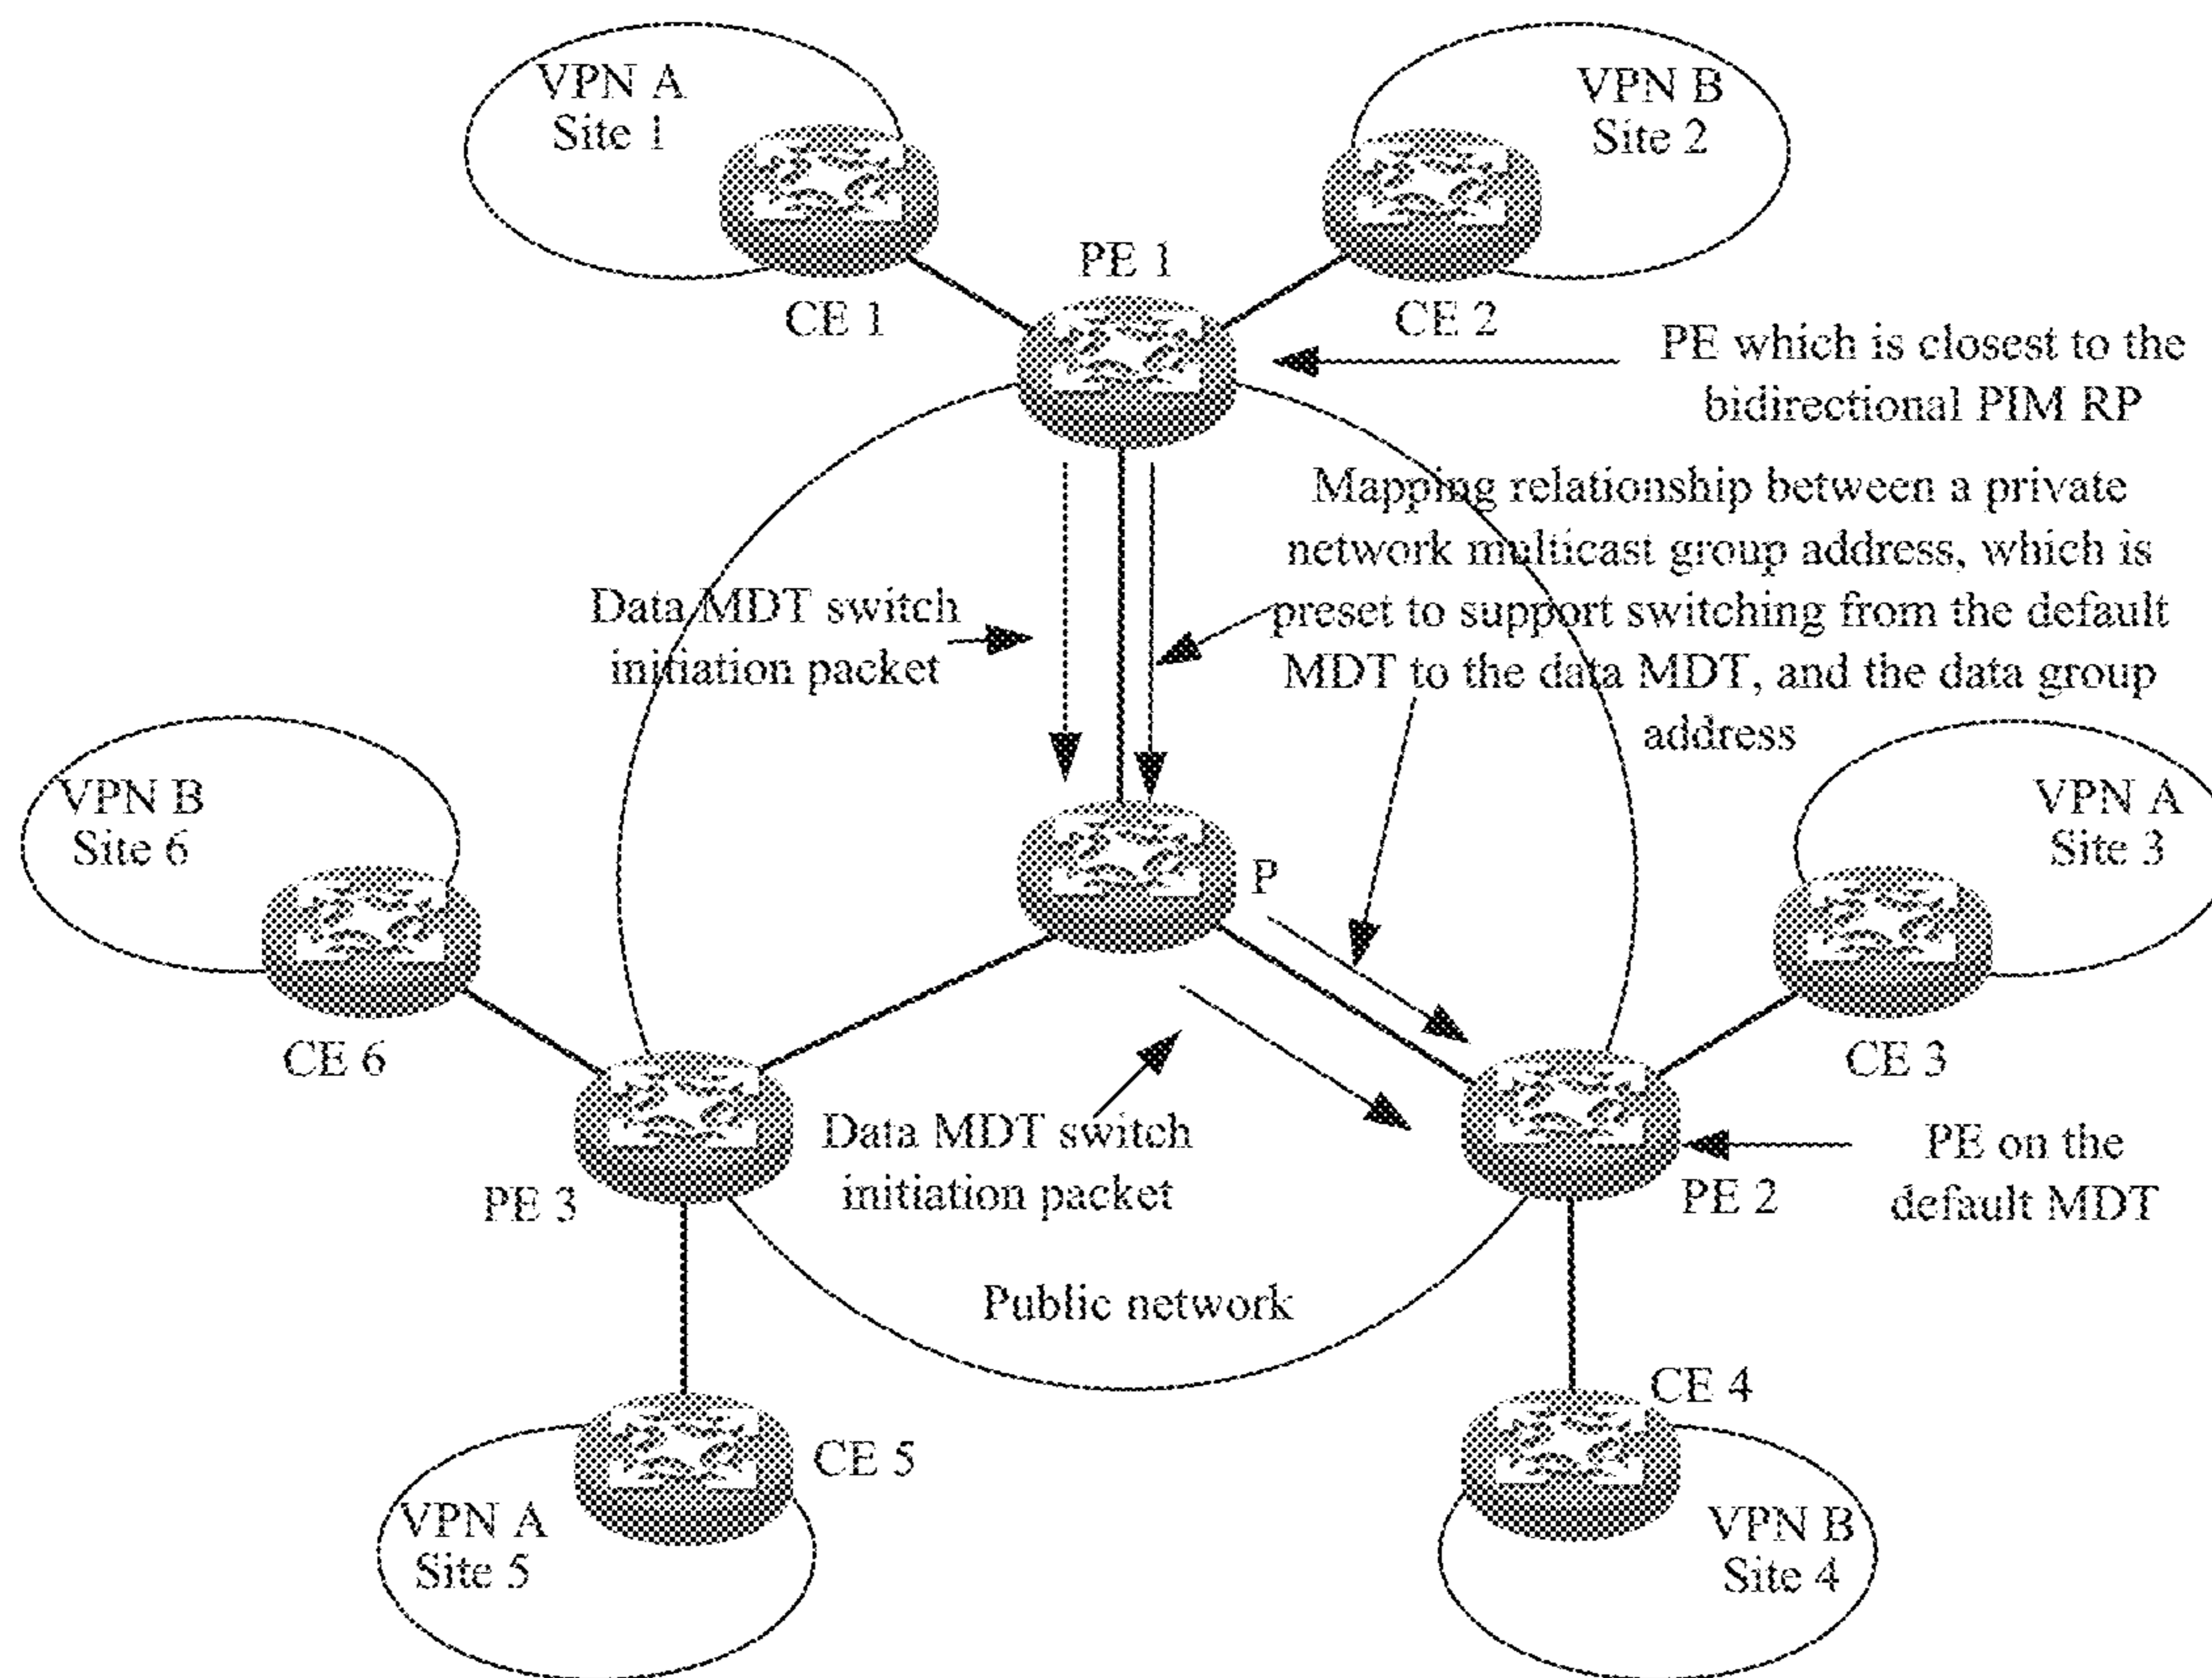 VPN A
Site 1
VPN B
Site 2
PE 1
CE 1
CE 2
PE which is closest to the
bidirectional PIM RP
Mapping relationship between a private
network multicast group address, which is
preset to support switching from the default
MDT to the data MDT, and the data group
address
Data MDT switch
initiation packet
VPN B
Site 6
VPN A
Site 3
P
CE 6
CE 3
Data MDT switch
initiation packet
PE on the
default MDT
PE 3
PE 2
Public network
CE 4
CE 5
VPN A
Site 5
VPN B
Site 4